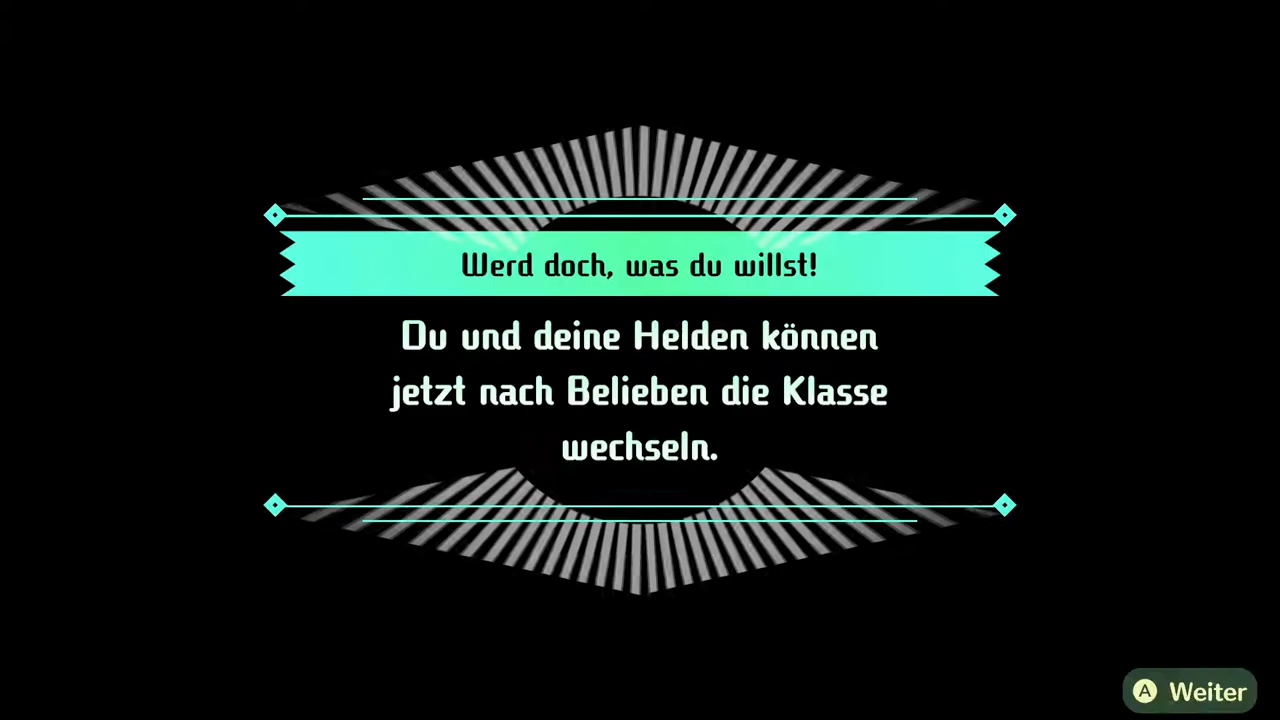 Werd doch, was du willst!
Du und deine Helden können
jetzt nach Belieben die Klasse
wechseln.
A Weiter